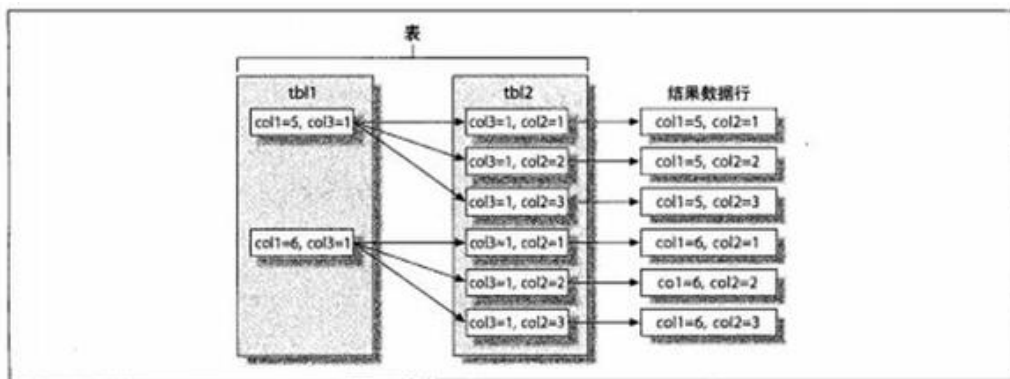 表
tbl1
tbl2
结果数据行
col1=5, col3=1
col3=1, col2=1
col1=5, col2=1
col3=1, col2=2
col1=5, col2=2
col3=1, col2=3
col1=5, col2=3
col1=6, col3=1
col3=1, col2=1
col1=6, col2=1
col3=1, col2=2
co1=6, col2=2
col3=1, col2=3
col1=6, col2=3